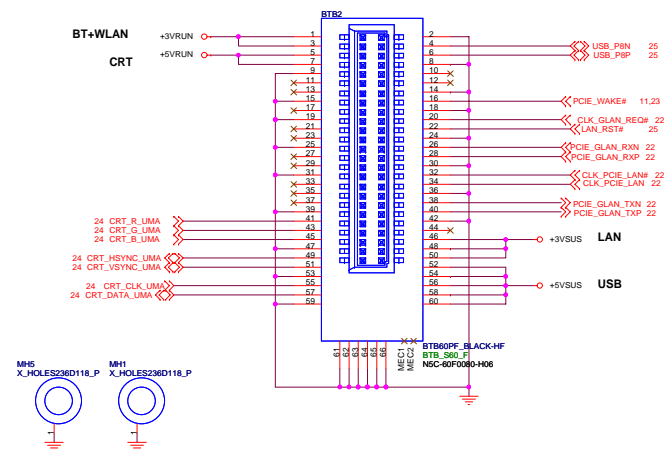 BTB2
BT+WLAN +3VRUN
CRT +5VRUN
1 2
3 4 USB_P8N 25
5 6 USB_P8P 25
7 8
9 10
11 12
13 14
15 16 PCIE_WAKE# 11,23
17 18
19 20 CLK_GLAN_REQ# 22
21 22 LAN_RST# 25
23 24
25 26 PCIE_GLAN_RXN 22
27 28 PCIE_GLAN_RXP 22
29 30
31 32 CLK_PCIE_LAN# 22
33 34 CLK_PCIE_LAN 22
35 36
37 38 PCIE_GLAN_TXN 22
39 40 PCIE_GLAN_TXP 22
24 CRT_R_UMA 41 42
24 CRT_G_UMA 43 44
24 CRT_B_UMA 45 46 +3VSUS LAN
47 48
24 CRT_HSYNC_UMA 49 50
24 CRT_VSYNC_UMA 51 52
53 54
24 CRT_CLK_UMA 55 56 +5VSUS USB
27 CRT_DATA_UMA 57 58
59 60
61 62 63 64 65 66 MEC1 MEC2
BTB60PF_BLACK-HF
BTB_S60_F
N5C-60F0080-H06
MH5 MH1
X_HOLES236D118_P X_HOLES236D118_P
1 1